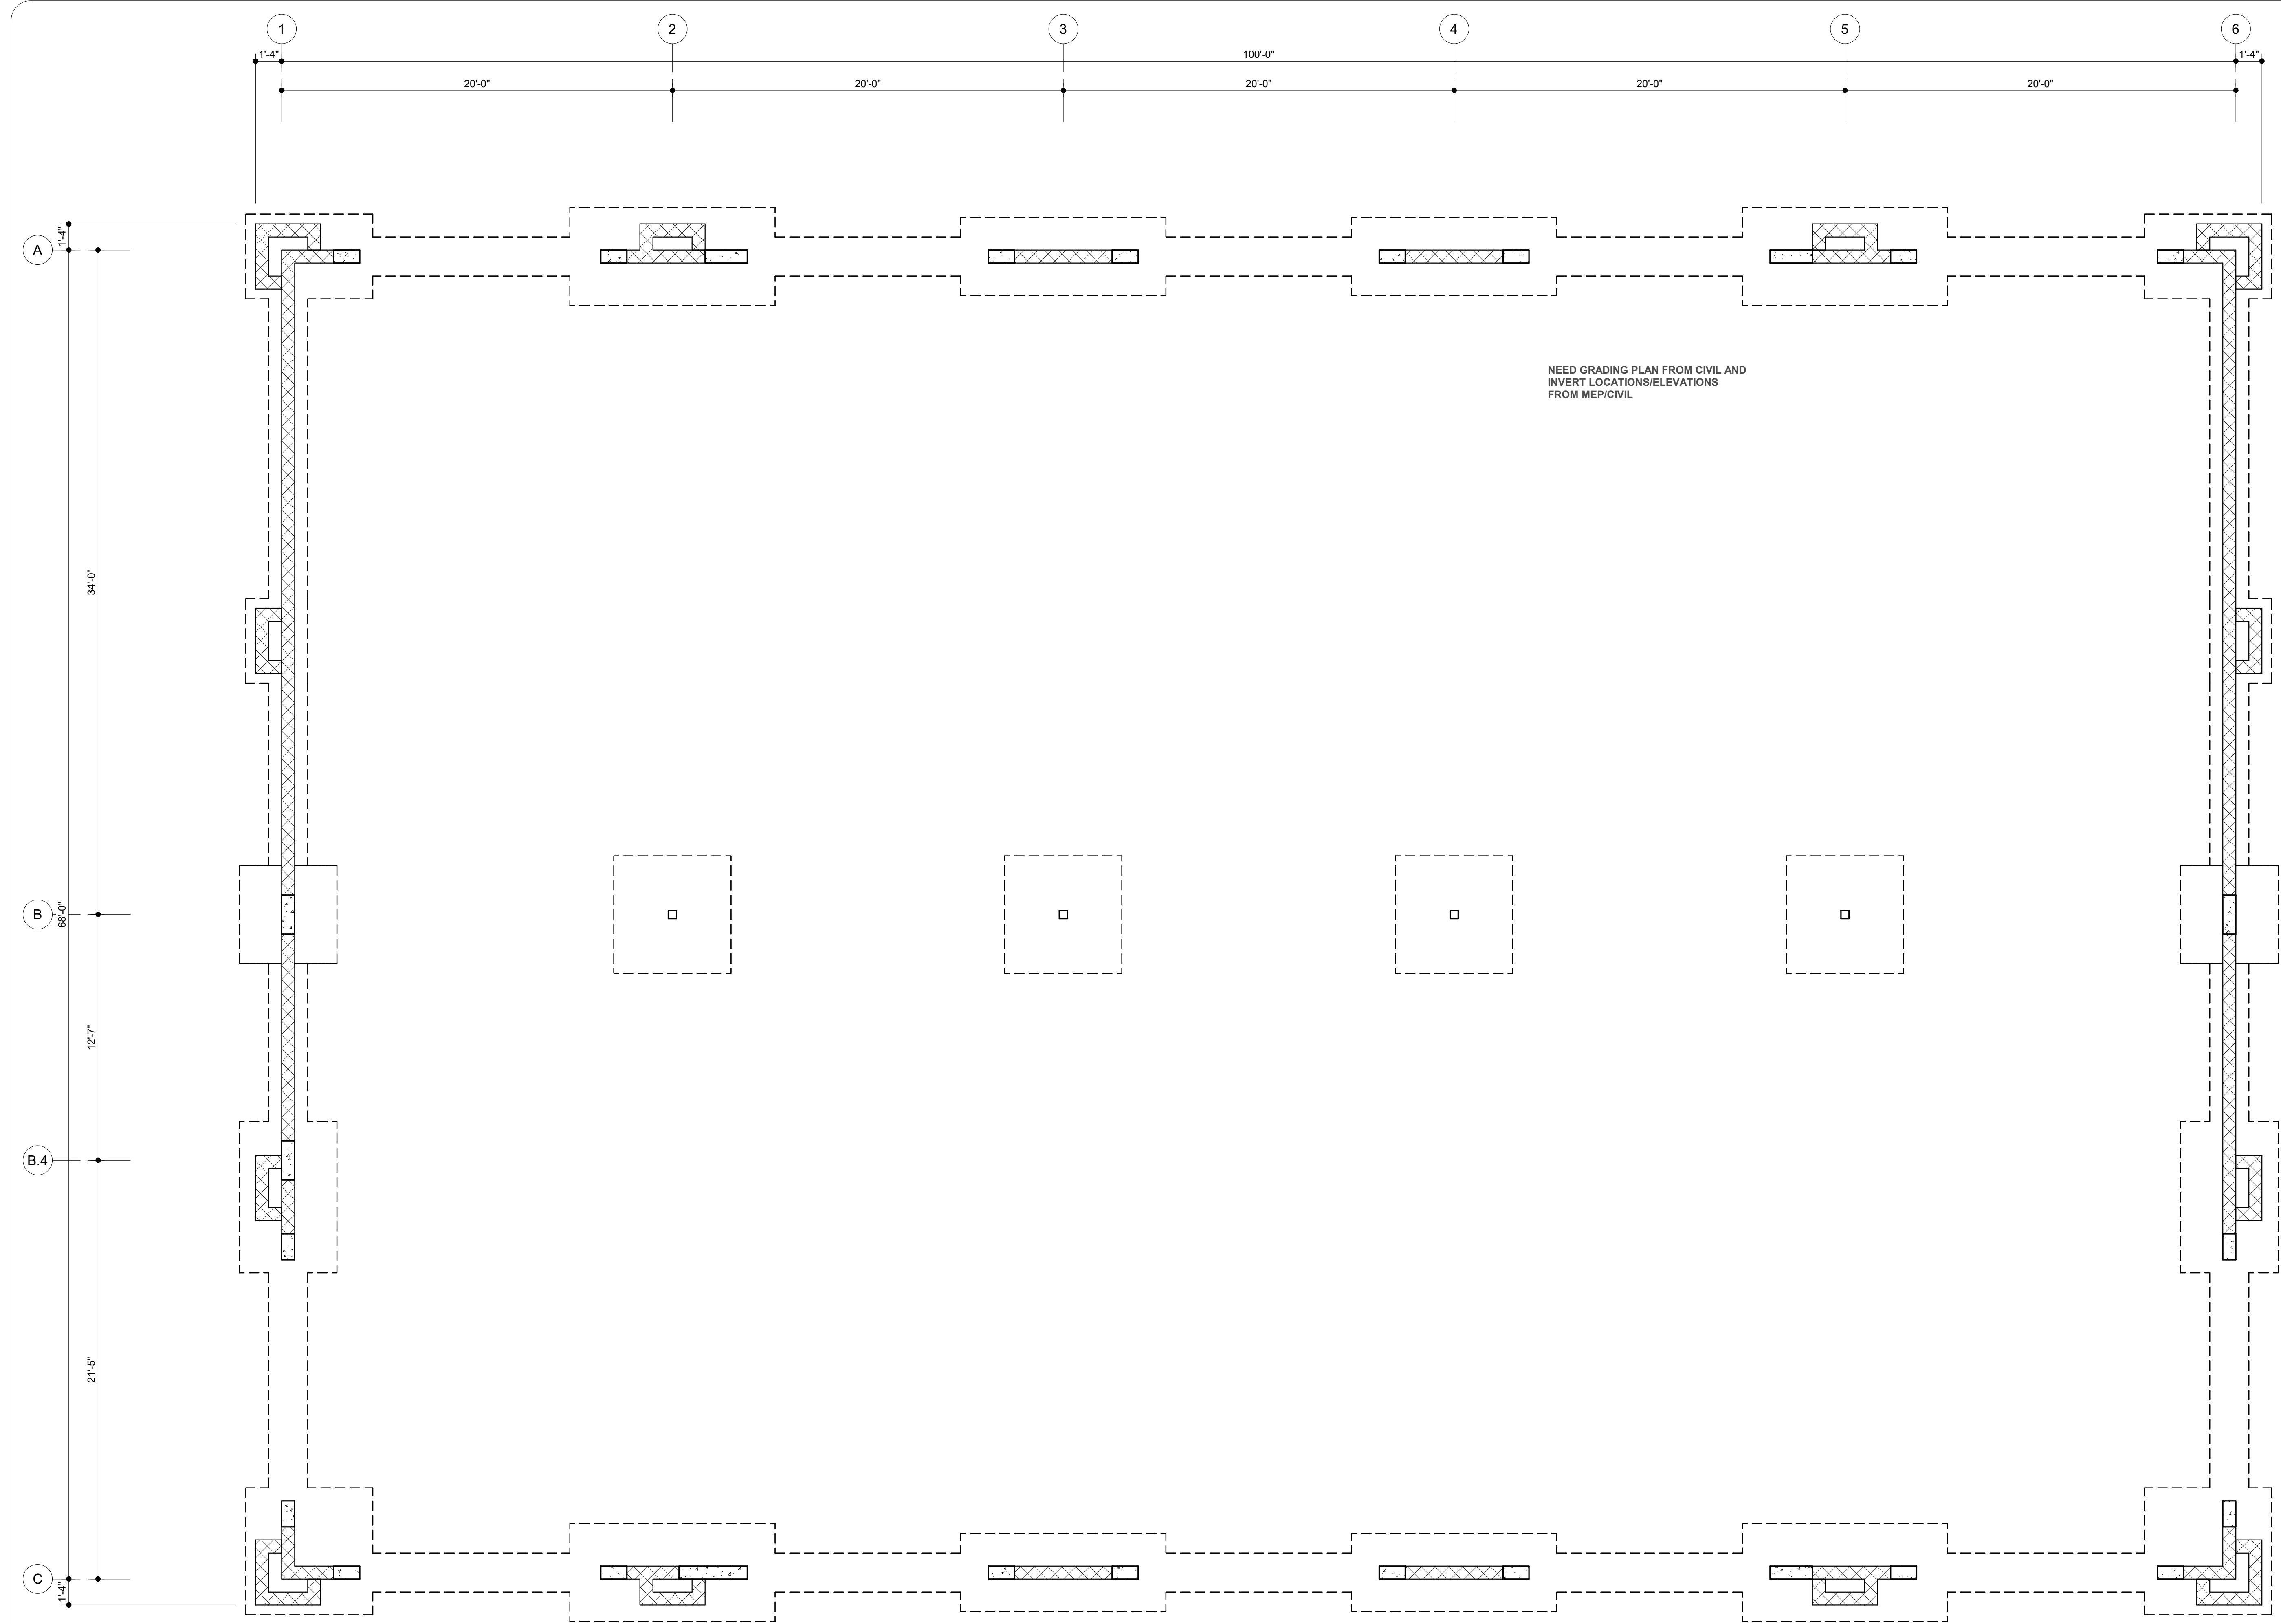 1
2
3
4
5
6
1'-4"
100'-0"
1'-4"
20'-0"
20'-0"
20'-0"
20'-0"
20'-0"
1'-4"
A
NEED GRADING PLAN FROM CIVIL AND
INVERT LOCATIONS/ELEVATIONS
FROM MEP/CIVIL
34'-0"
B
68'-0"
12'-7"
B.4
21'-5"
C
1'-4"